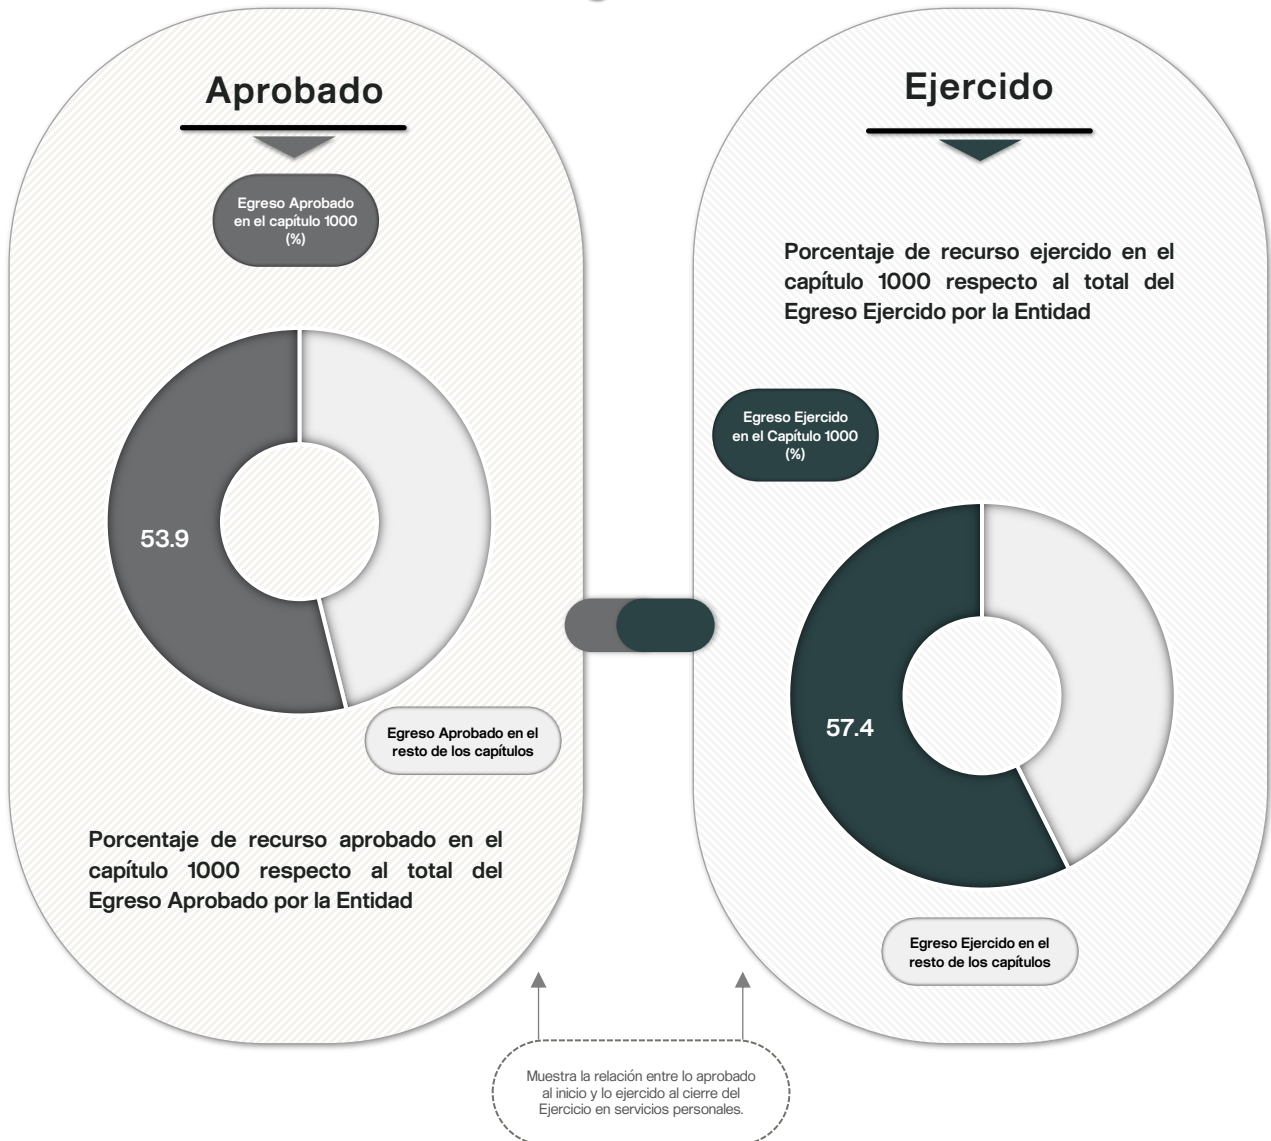 Aprobado
Egreso Aprobado
en el capítulo 1000
(%)
53.9
Egreso Aprobado en el
resto de los capítulos
Porcentaje de recurso aprobado en el
capítulo 1000 respecto al total del
Egreso Aprobado por la Entidad
Ejercido
Porcentaje de recurso ejercido en el
capítulo 1000 respecto al total del
Egreso Ejercido por la Entidad
Egreso Ejercido
en el Capítulo 1000
(%)
57.4
Egreso Ejercido en el
resto de los capítulos
Muestra la relación entre lo aprobado
al inicio y lo ejercido al cierre del
Ejercicio en servicios personales.